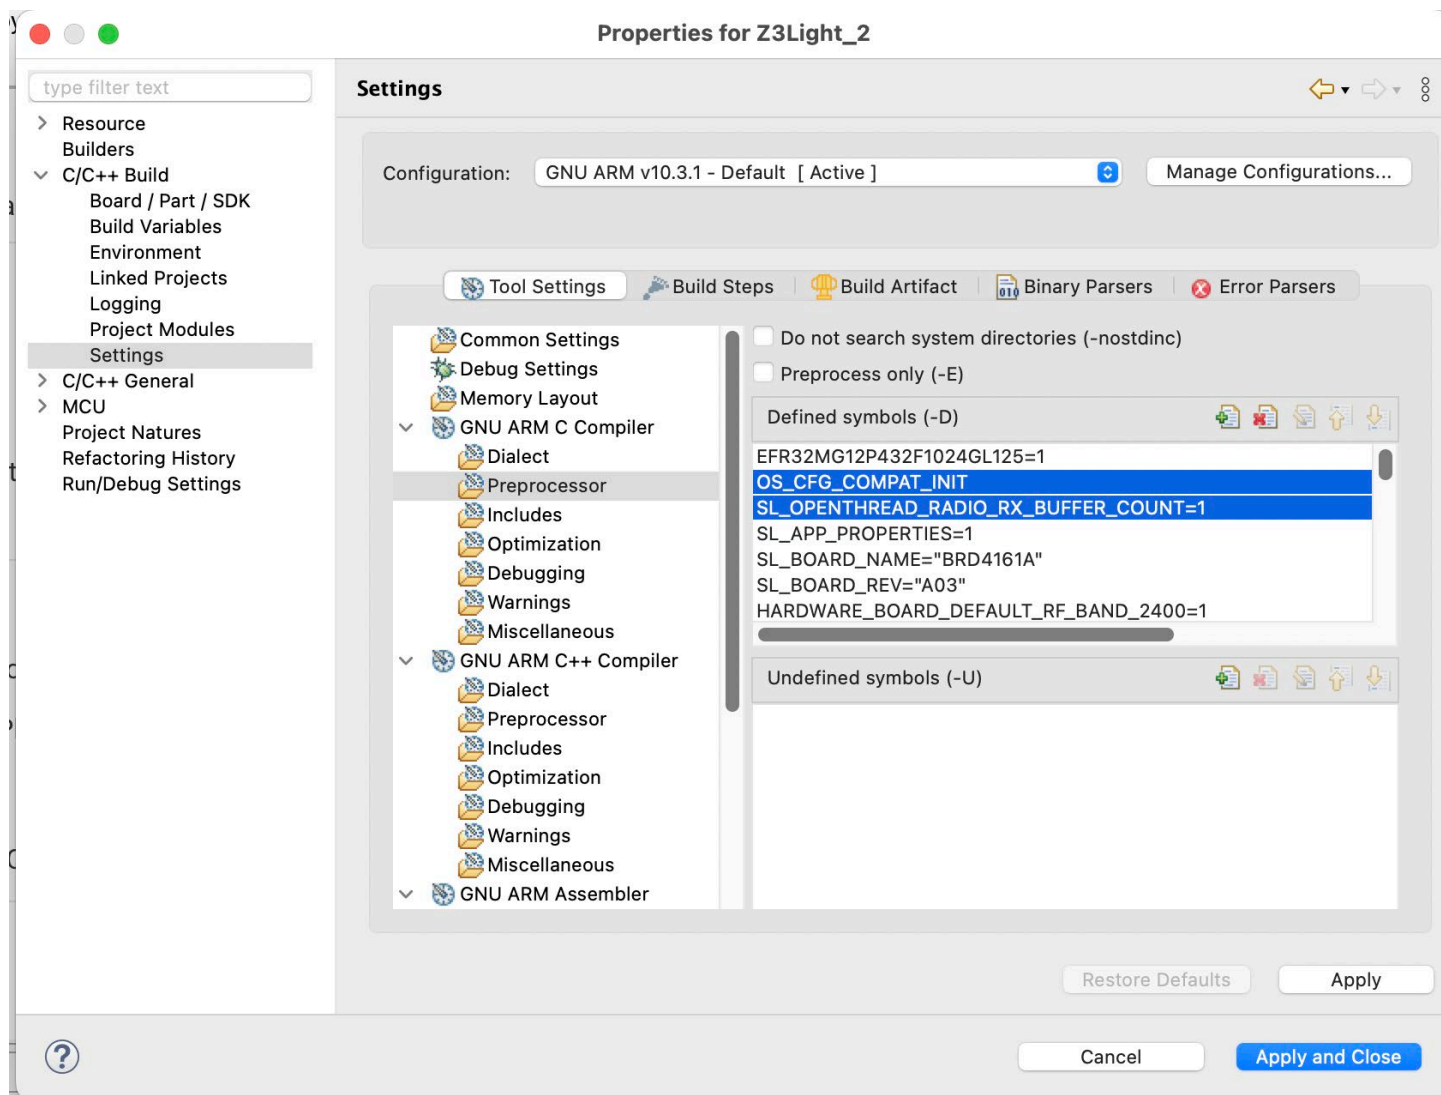 Properties for Z3Light_2
type filter text
Settings
Resource
Builders
C/C++ Build
Board / Part / SDK
Build Variables
Environment
Linked Projects
Logging
Project Modules
Settings
C/C++ General
MCU
Project Natures
Refactoring History
Run/Debug Settings
Configuration: GNU ARM v10.3.1 - Default [ Active ] Manage Configurations...
Tool Settings Build Steps Build Artifact Binary Parsers Error Parsers
Common Settings
Debug Settings
Memory Layout
GNU ARM C Compiler
Dialect
Preprocessor
Includes
Optimization
Debugging
Warnings
Miscellaneous
GNU ARM C++ Compiler
Dialect
Preprocessor
Includes
Optimization
Debugging
Warnings
Miscellaneous
GNU ARM Assembler
Do not search system directories (-nostdinc)
Preprocess only (-E)
Defined symbols (-D)
EFR32MG12P432F1024GL125=1
OS_CFG_COMPAT_INIT
SL_OPENTHREAD_RADIO_RX_BUFFER_COUNT=1
SL_APP_PROPERTIES=1
SL_BOARD_NAME="BRD4161A"
SL_BOARD_REV="A03"
HARDWARE_BOARD_DEFAULT_RF_BAND_2400=1
Undefined symbols (-U)
Restore Defaults Apply
? Cancel Apply and Close